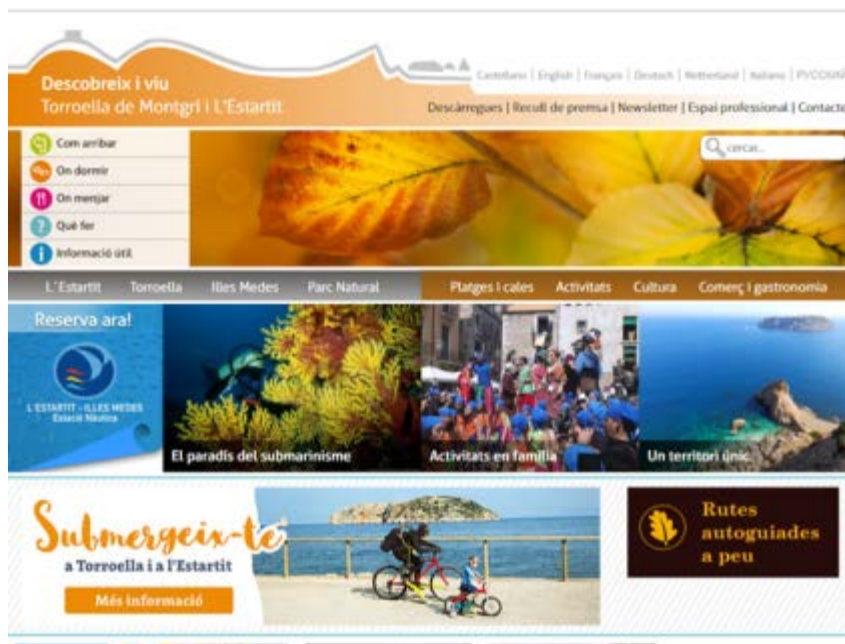 Castellano | English | Français | Deutsch | Netherland | Italiano | РУССКИЙ
Descobreix i viu
Torroella de Montgrí i L'Estartit
Descàrregues | Recull de premsa | Newsletter | Espai professional | Contacte
Com arribar
cercar...
On dormir
On menjar
Què fer
Informació útil
L'Estartit Torroella Illes Medes Parc Natural Platges i cales Activitats Cultura Comerç i gastronomia
Reserva ara!
L'ESTARTIT - ILLES MEDES
Estació Nàutica
El paradís del submarinisme
Activitats en família
Un territori únic
Submergeix-te
a Torroella i a l'Estartit
Més informació
Rutes
autoguiades
a peu